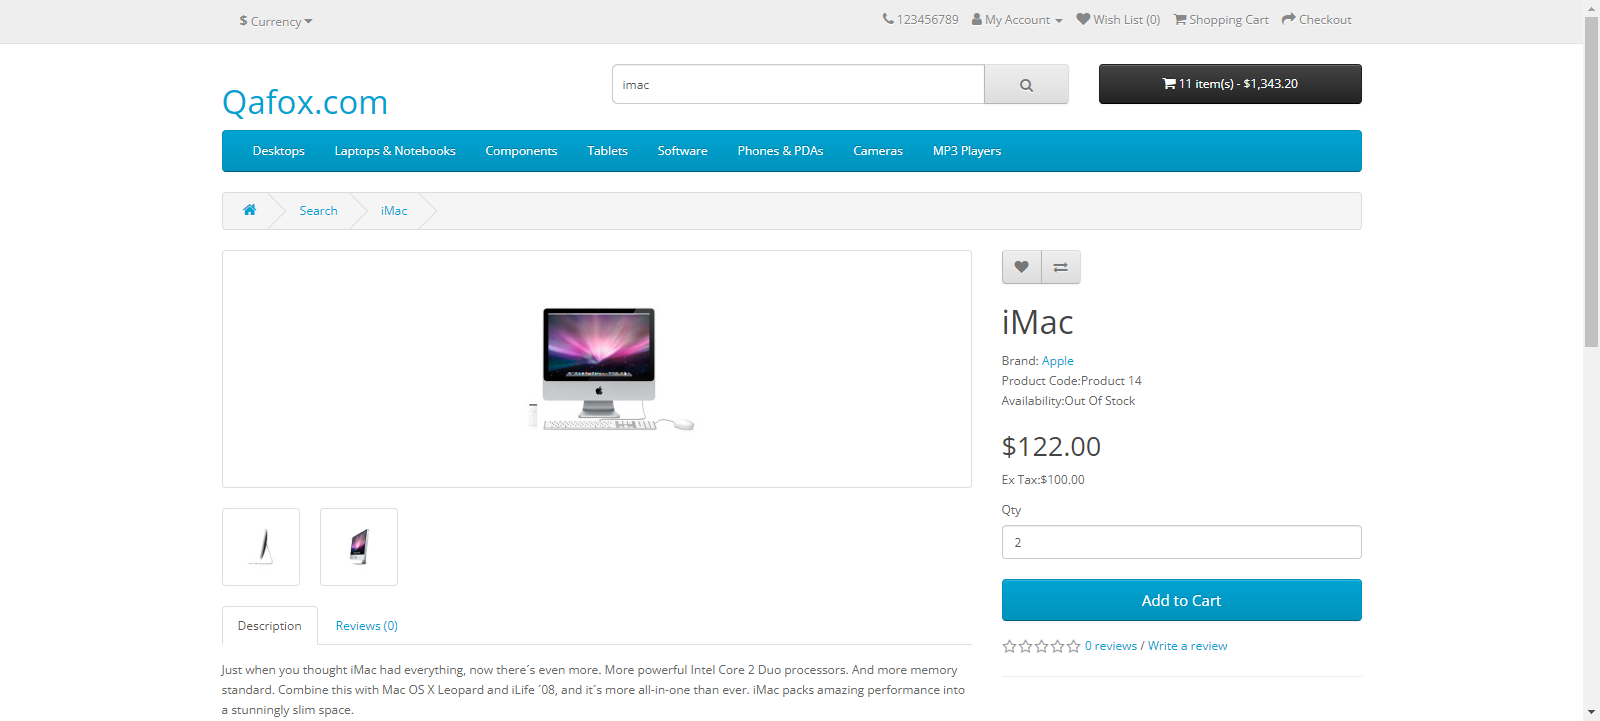 $ Currency
123456789 My Account Wish List (0) Shopping Cart Checkout
Qafox.com
imac
11 item(s) - $1,343.20
Desktops Laptops & Notebooks Components Tablets Software Phones & PDAs Cameras MP3 Players
Search iMac
iMac
Brand: Apple
Product Code:Product 14
Availability:Out Of Stock
$122.00
Ex Tax:$100.00
Qty
2
Add to Cart
0 reviews / Write a review
Description Reviews (0)
Just when you thought iMac had everything, now there´s even more. More powerful Intel Core 2 Duo processors. And more memory
standard. Combine this with Mac OS X Leopard and iLife ´08, and it´s more all-in-one than ever. iMac packs amazing performance into
a stunningly slim space.